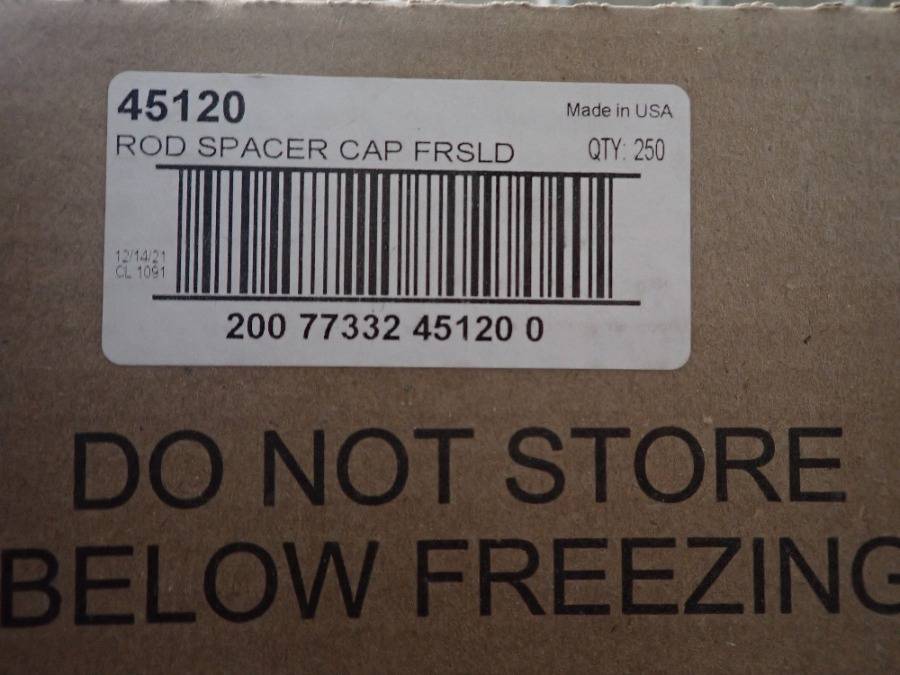 45120
Made in USA
ROD SPACER CAP FRSLD
QTY: 250
12/14/21
CL 1091
200 77332 45120 0
DO NOT STORE
BELOW FREEZING